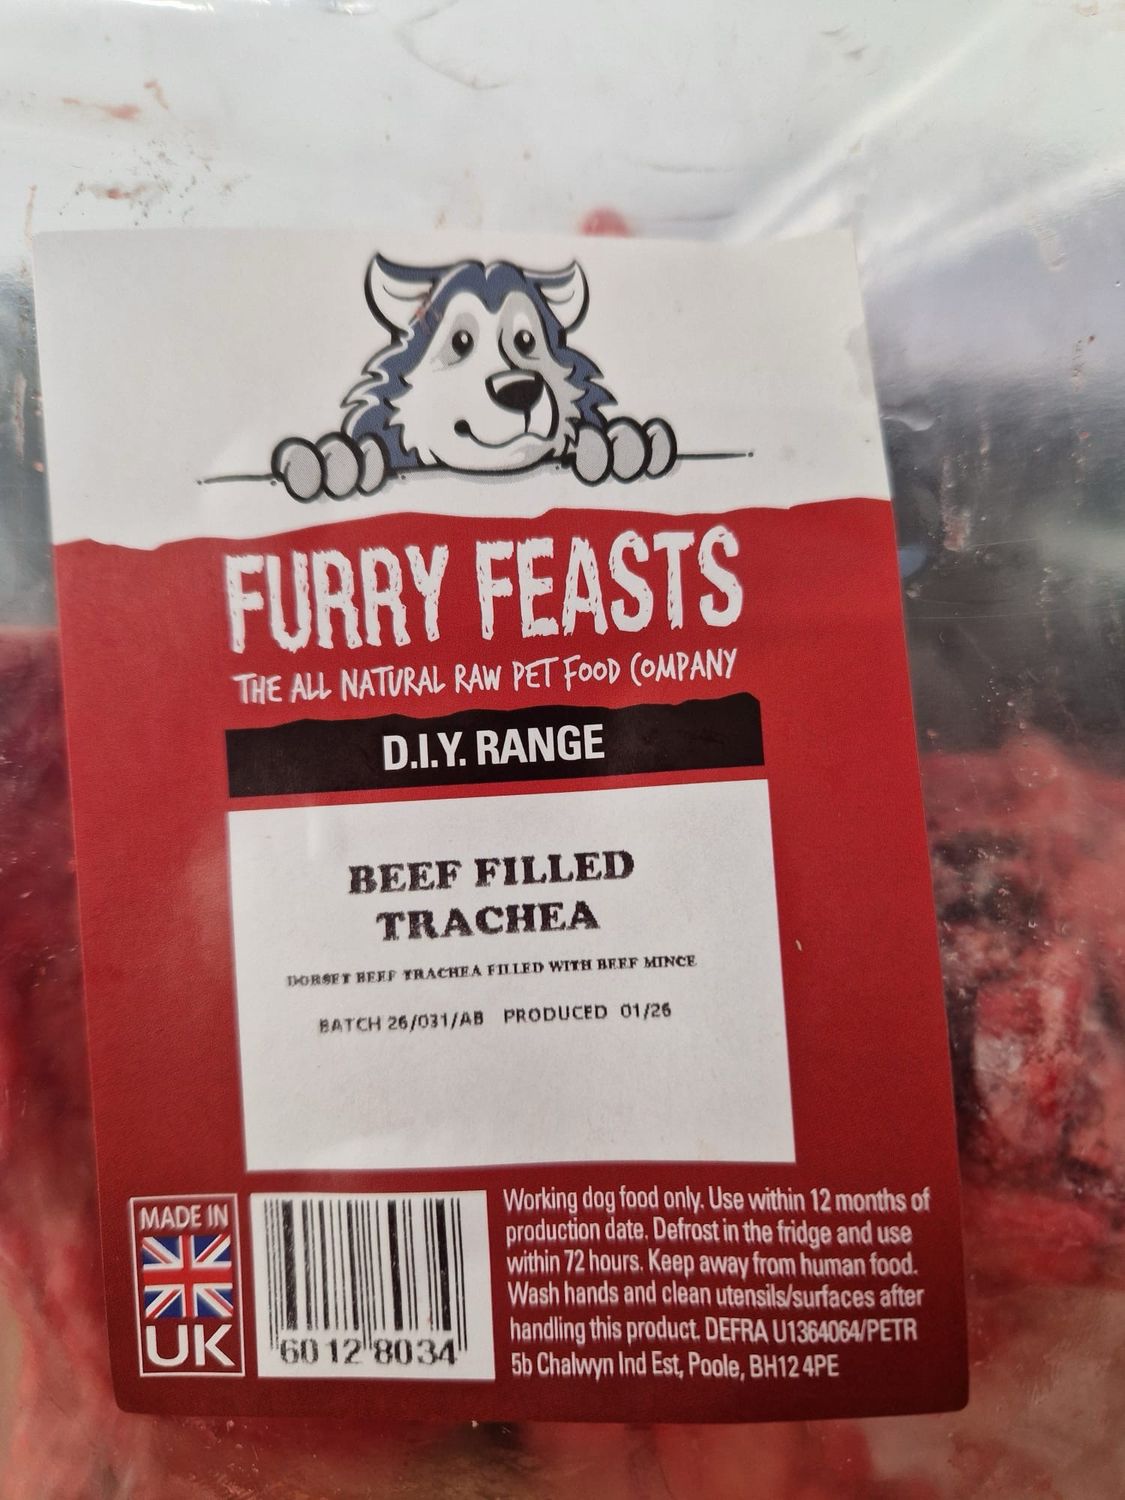 FURRY FEASTS
THE ALL NATURAL RAW PET FOOD COMPANY
D.I.Y. RANGE
BEEF FILLED
TRACHEA
DORSET BEEF TRACHEA FILLED WITH BEEF MINCE
BATCH 26/031/AB PRODUCED 01/26
MADE IN
UK
60128034
Working dog food only. Use within 12 months of
production date. Defrost in the fridge and use
within 72 hours. Keep away from human food.
Wash hands and clean utensils/surfaces after
handling this product. DEFRA U1364064/PETR
5b Chalwyn Ind Est, Poole, BH12 4PE